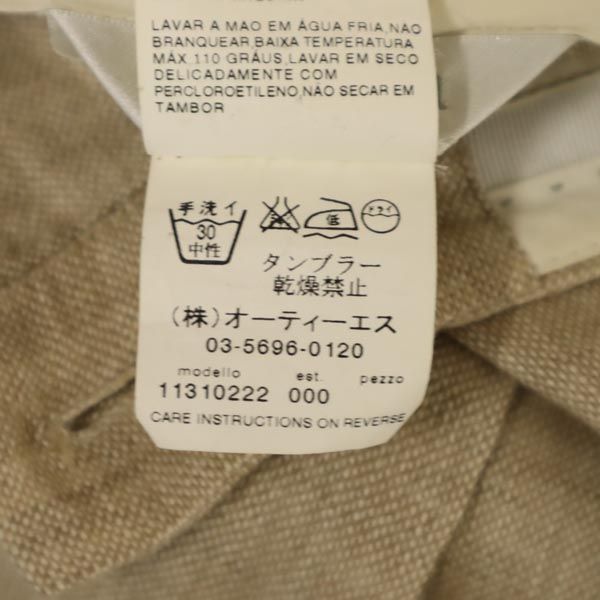 LAVAR A MAO EM ÁGUA FRIA,NÃO
BRANQUEAR,BAIXA TEMPERATURA
MÁX.110 GRÁUS,LAVAR EM SECO
DELICADAMENTE COM
PERCLOROETILENO,NÃO SECAR EM
TAMBOR
手洗イ
30
中性
低
ドライ
タンブラー
乾燥禁止
(株)オーティーエス
03-5696-0120
modello est. pezzo
11310222 000
CARE INSTRUCTIONS ON REVERSE